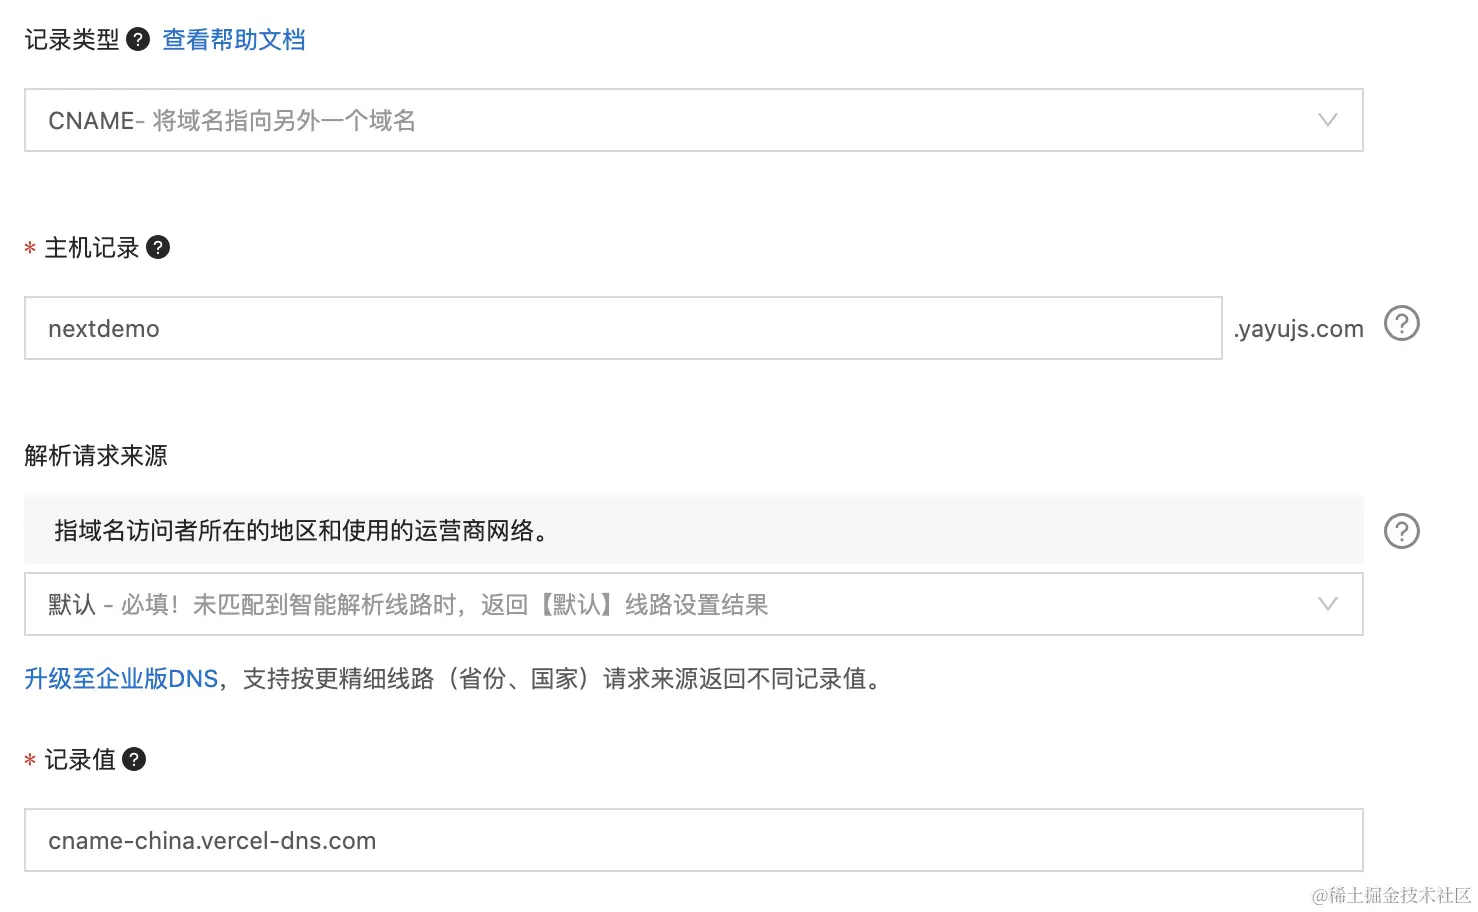 记录类型 查看帮助文档
CNAME- 将域名指向另外一个域名
* 主机记录
nextdemo .yayujs.com
解析请求来源
指域名访问者所在的地区和使用的运营商网络。
默认 - 必填！未匹配到智能解析线路时，返回【默认】线路设置结果
升级至企业版DNS，支持按更精细线路（省份、国家）请求来源返回不同记录值。
* 记录值
cname-china.vercel-dns.com
@稀土掘金技术社区